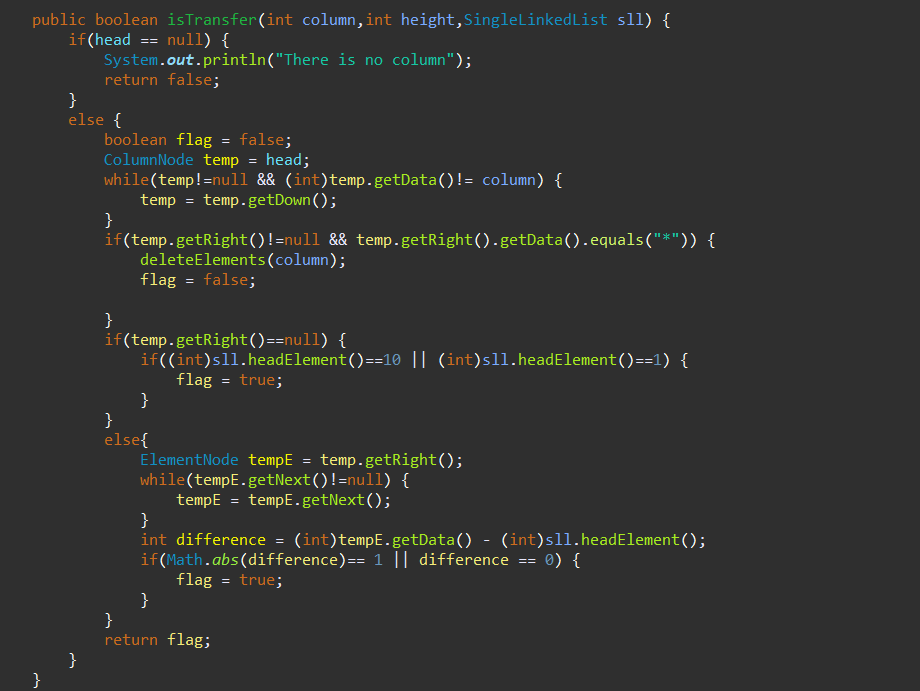 public boolean isTransfer(int column,int height,SingleLinkedList sll) {
if(head == null) {
System.out.println("There is no column");
return false;
}
else {
boolean flag = false;
ColumnNode temp = head;
while(temp!=null && (int)temp.getData()!= column) {
temp = temp.getDown();
}
if(temp.getRight()!=null && temp.getRight().getData().equals("*")) {
deleteElements(column);
flag = false;
}
if(temp.getRight()==null) {
if((int)sll.headElement()==10 || (int)sll.headElement()==1) {
flag = true;
}
}
else{
ElementNode tempE = temp.getRight();
while(tempE.getNext()!=null) {
tempE = tempE.getNext();
}
int difference = (int)tempE.getData() - (int)sll.headElement();
if(Math.abs(difference)== 1 || difference == 0) {
flag = true;
}
}
return flag;
}
}